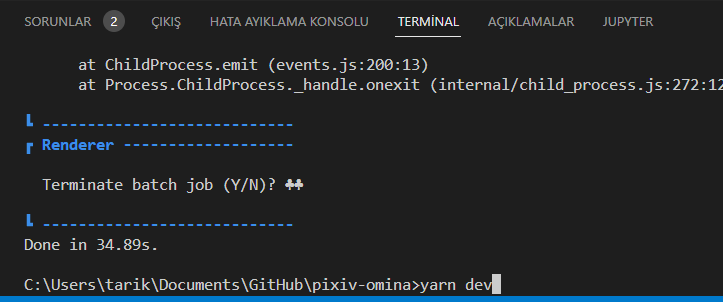 SORUNLAR 2 ÇIKIŞ HATA AYIKLAMA KONSOLU TERMİNAL AÇIKLAMALAR JUPYTER
at ChildProcess.emit (events.js:200:13)
at Process.ChildProcess._handle.onexit (internal/child_process.js:272:12
┗ ----------------------------
┏ Renderer -------------------
Terminate batch job (Y/N)? ♣♣
┗ ----------------------------
Done in 34.89s.
C:\Users\tarik\Documents\GitHub\pixiv-omina>yarn dev